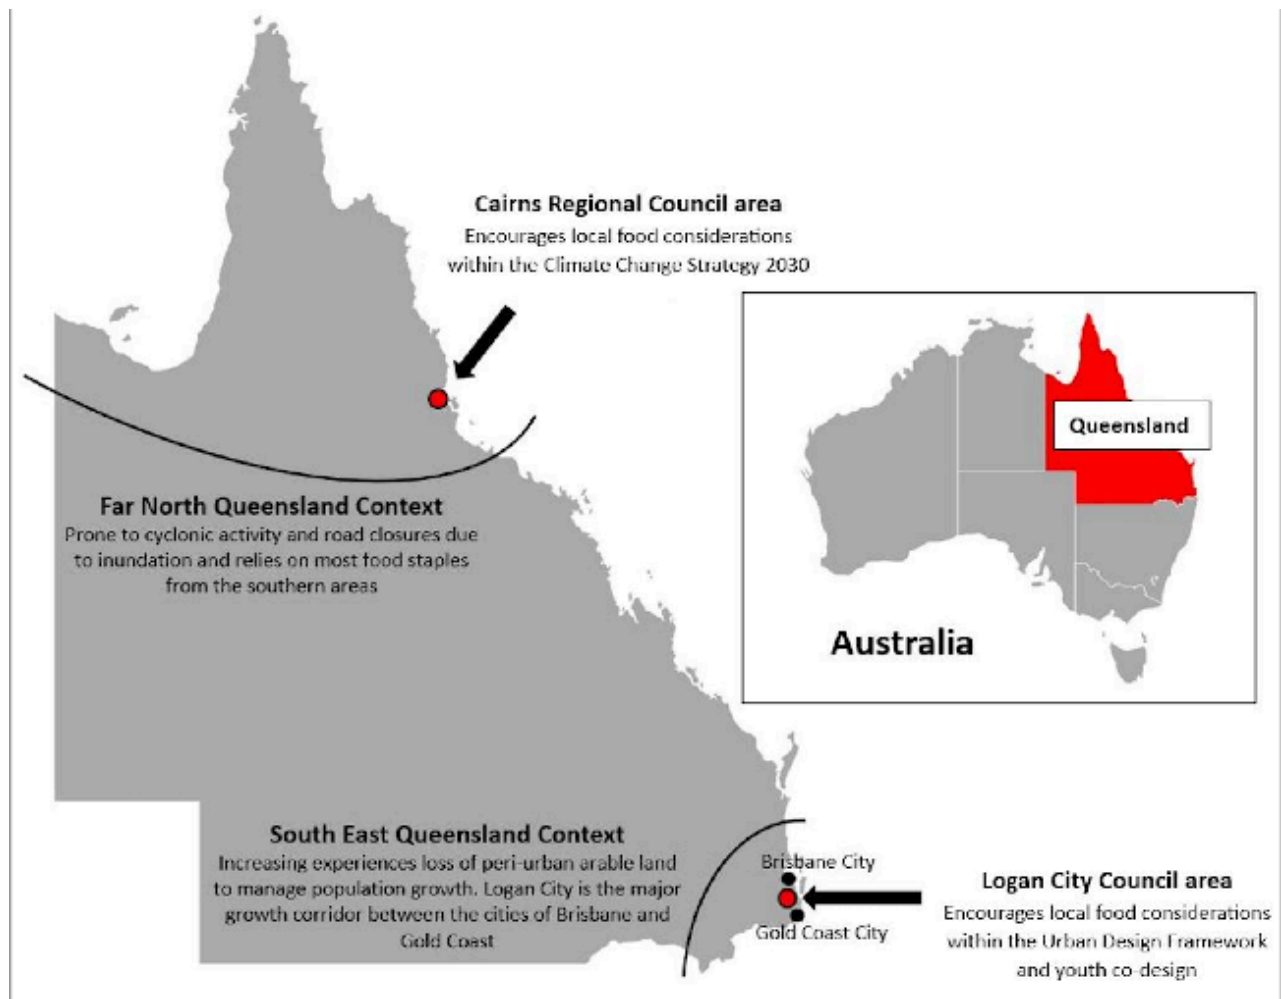 Cairns Regional Council area
Encourages local food considerations
within the Climate Change Strategy 2030
Queensland
Australia
Far North Queensland Context
Prone to cyclonic activity and road closures due
to inundation and relies on most food staples
from the southern areas
South East Queensland Context
Increasing experiences loss of peri-urban arable land
to manage population growth. Logan City is the major
growth corridor between the cities of Brisbane and
Gold Coast
Brisbane City
Gold Coast City
Logan City Council area
Encourages local food considerations
within the Urban Design Framework
and youth co-design